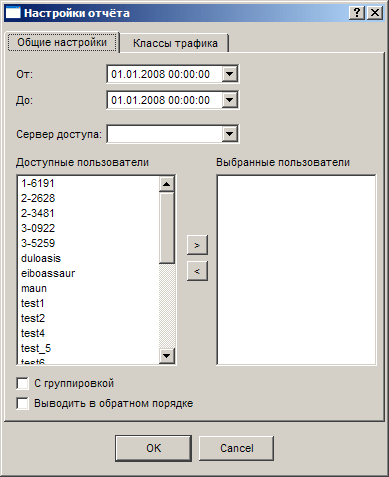 Настройки отчёта
Общие настройки
Классы трафика
От: 01.01.2008 00:00:00
До: 01.01.2008 00:00:00
Сервер доступа:
Доступные пользователи
Выбранные пользователи
1-6191
2-2628
2-3481
3-0922
3-5259
duloasis
eiboassaur
maun
test1
test2
test4
test_5
test6
>
<
С группировкой
Выводить в обратном порядке
OK
Cancel